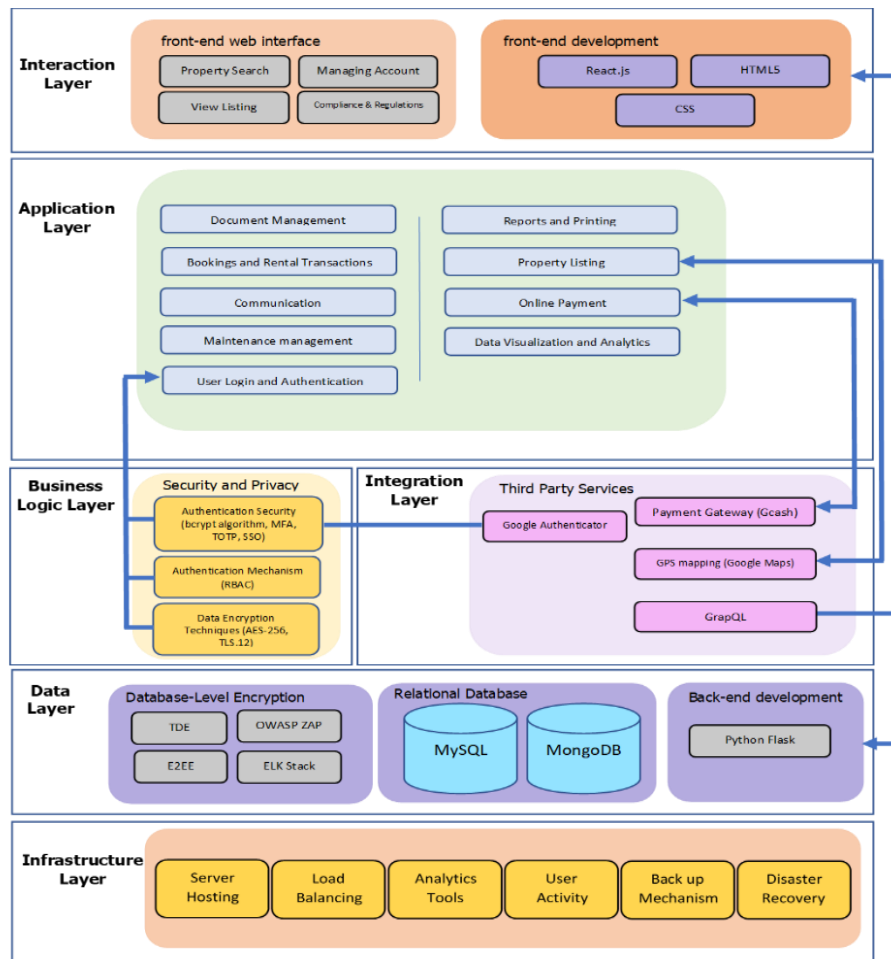 Interaction
Layer
front-end web interface
Property Search
Managing Account
View Listing
Compliance & Regulations
front-end development
React.js
HTML5
CSS
Application
Layer
Document Management
Bookings and Rental Transactions
Communication
Maintenance management
User Login and Authentication
Reports and Printing
Property Listing
Online Payment
Data Visualization and Analytics
Business
Logic Layer
Security and Privacy
Authentication Security
(bcrypt algorithm, MFA,
TOTP, SSO)
Authentication Mechanism
(RBAC)
Data Encryption
Techniques (AES-256,
TLS.12)
Integration
Layer
Third Party Services
Google Authenticator
Payment Gateway (Gcash)
GPS mapping (Google Maps)
GrapQL
Data
Layer
Database-Level Encryption
TDE
OWASP ZAP
E2EE
ELK Stack
Relational Database
MySQL
MongoDB
Back-end development
Python Flask
Infrastructure
Layer
Server
Hosting
Load
Balancing
Analytics
Tools
User
Activity
Back up
Mechanism
Disaster
Recovery